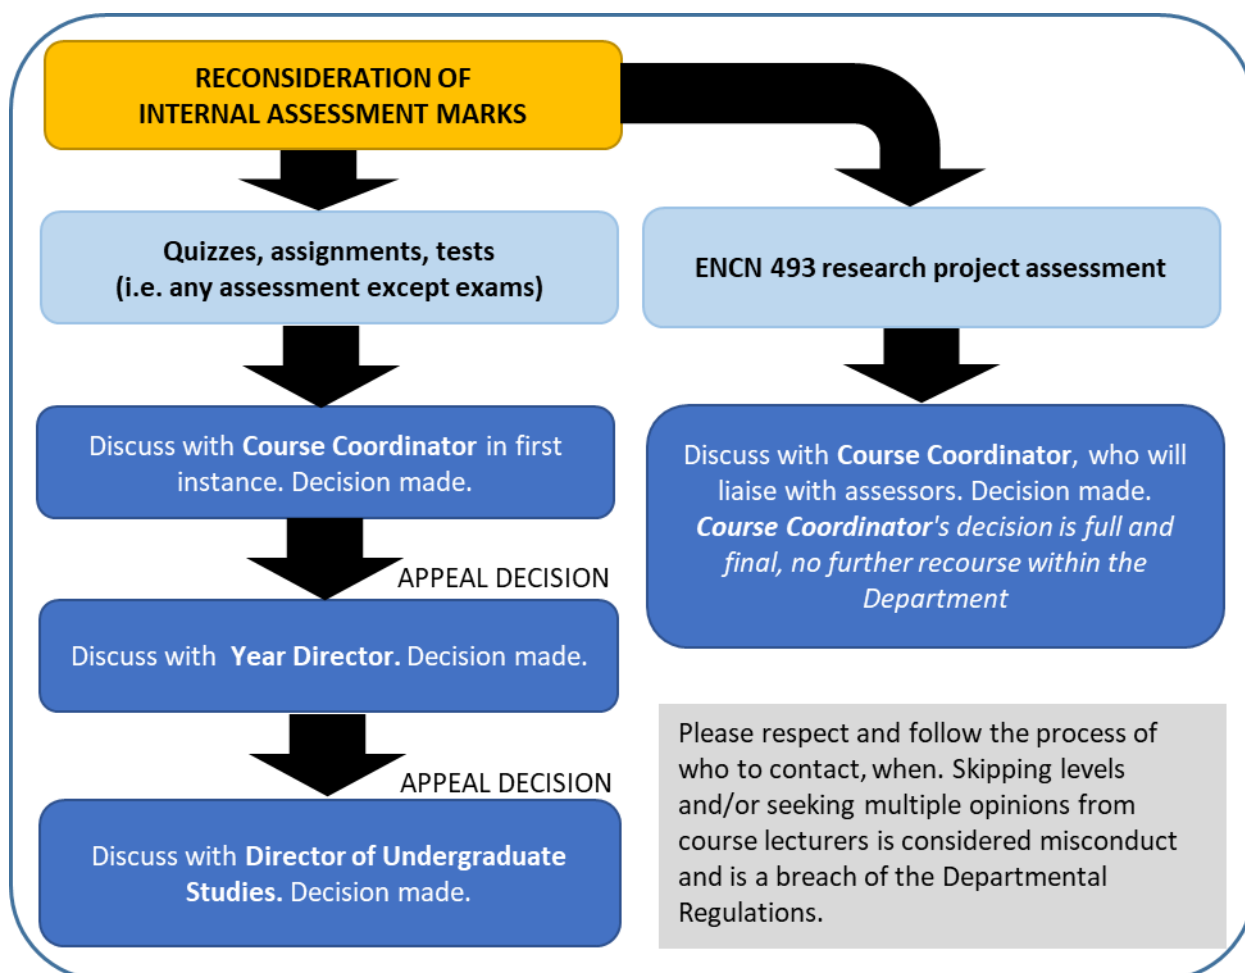 RECONSIDERATION OF
INTERNAL ASSESSMENT MARKS
Quizzes, assignments, tests
(i.e. any assessment except exams)
Discuss with Course Coordinator in first
instance. Decision made.
APPEAL DECISION
Discuss with  Year Director. Decision made.
APPEAL DECISION
Discuss with Director of Undergraduate
Studies. Decision made.
ENCN 493 research project assessment
Discuss with Course Coordinator, who will
liaise with assessors. Decision made.
Course Coordinator's decision is full and
final, no further recourse within the
Department
Please respect and follow the process of
who to contact, when. Skipping levels
and/or seeking multiple opinions from
course lecturers is considered misconduct
and is a breach of the Departmental
Regulations.